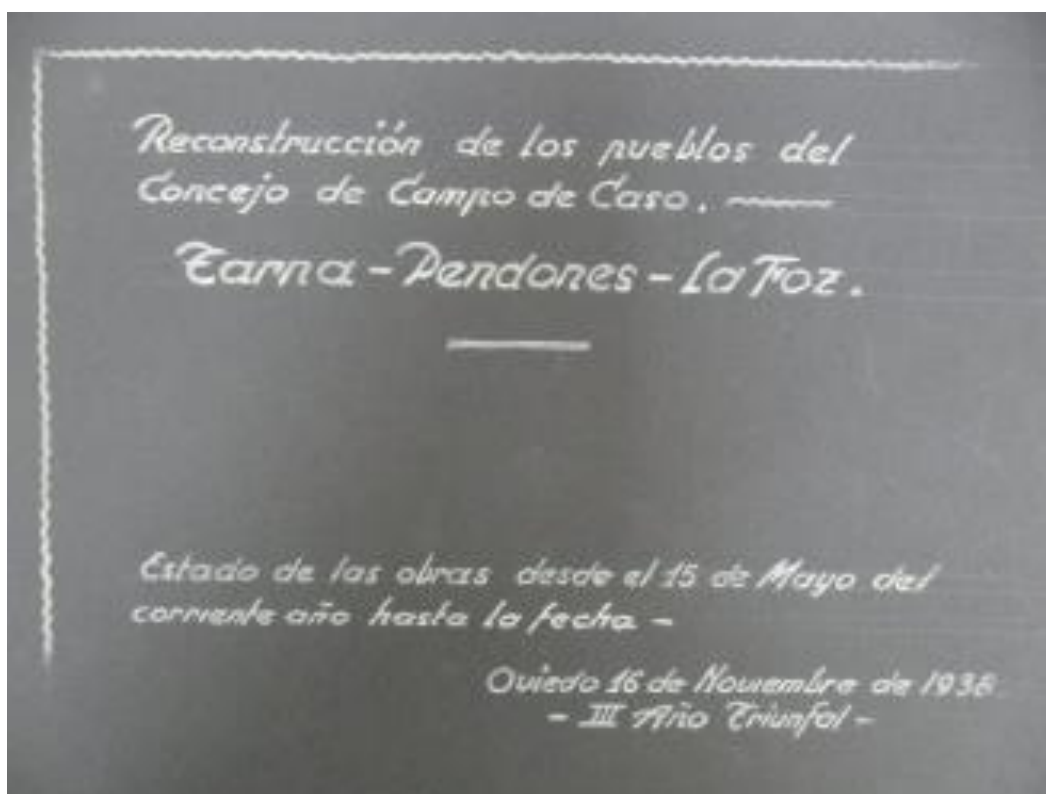 Reconstrucción de los pueblos del
Concejo de Campo de Caso.
Tarna - Pendones - La Foz.
Estado de las obras desde el 15 de Mayo del
corriente año hasta la fecha -
Oviedo 16 de Noviembre de 1938.
- III Año Triunfal -